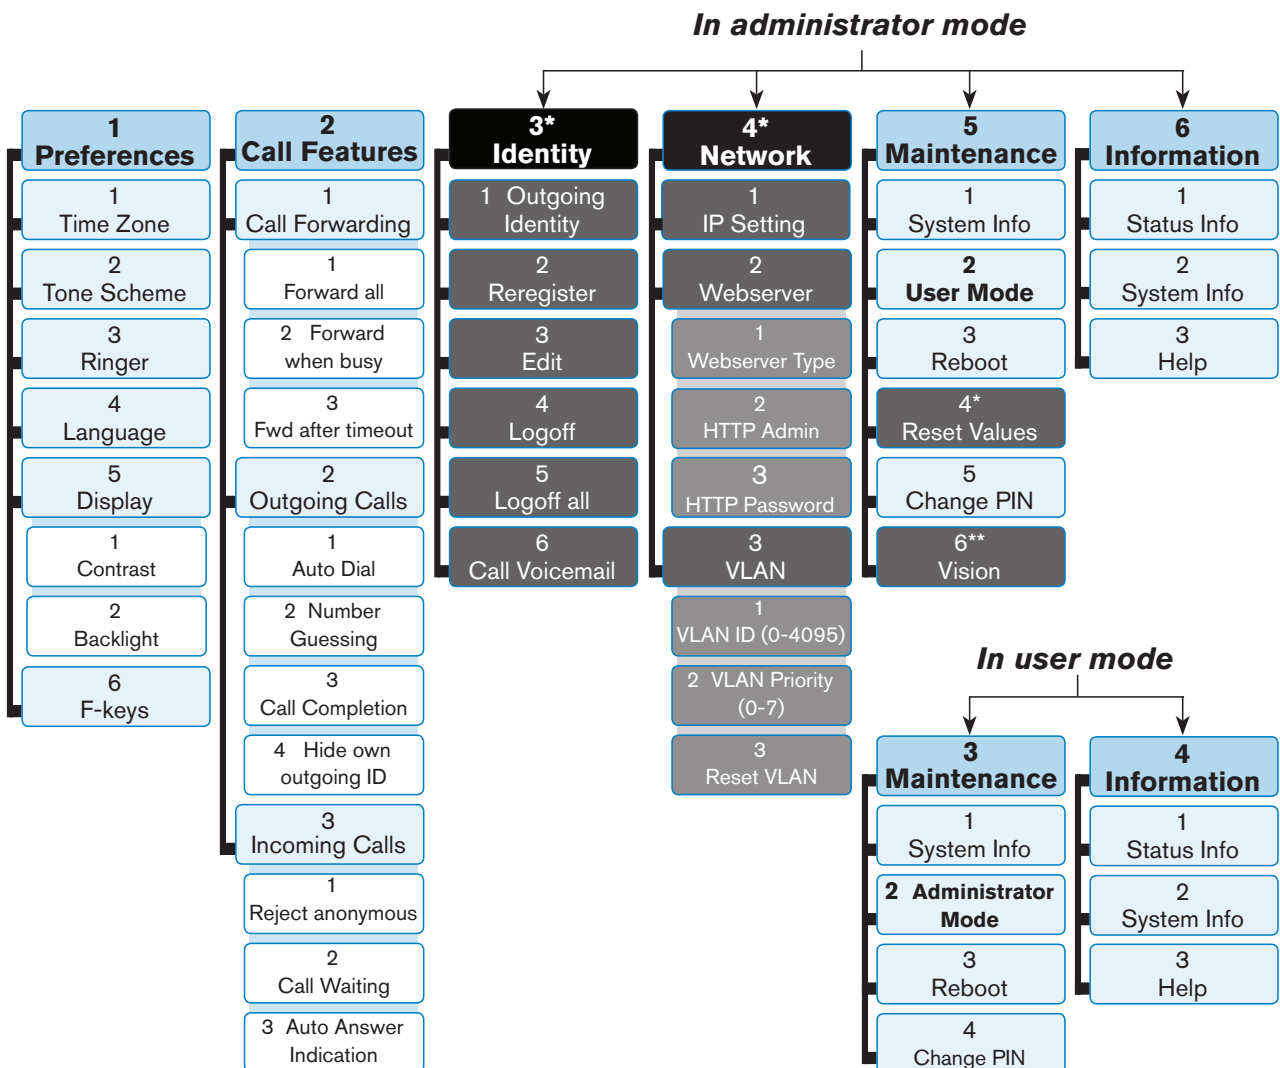 In administrator mode
1
Preferences
1
Time Zone
2
Tone Scheme
3
Ringer
4
Language
5
Display
1
Contrast
2
Backlight
6
F-keys
2
Call Features
1
Call Forwarding
1
Forward all
2 Forward
when busy
3
Fwd after timeout
2
Outgoing Calls
1
Auto Dial
2 Number
Guessing
3
Call Completion
4 Hide own
outgoing ID
3
Incoming Calls
1
Reject anonymous
2
Call Waiting
3 Auto Answer
Indication
3*
Identity
1 Outgoing
Identity
2
Reregister
3
Edit
4
Logoff
5
Logoff all
6
Call Voicemail
4*
Network
1
IP Setting
2
Webserver
1
Webserver Type
2
HTTP Admin
3
HTTP Password
3
VLAN
1
VLAN ID (0-4095)
2 VLAN Priority
(0-7)
3
Reset VLAN
5
Maintenance
1
System Info
2
User Mode
3
Reboot
4*
Reset Values
5
Change PIN
6**
Vision
6
Information
1
Status Info
2
System Info
3
Help
In user mode
3
Maintenance
1
System Info
2 Administrator
Mode
3
Reboot
4
Change PIN
4
Information
1
Status Info
2
System Info
3
Help